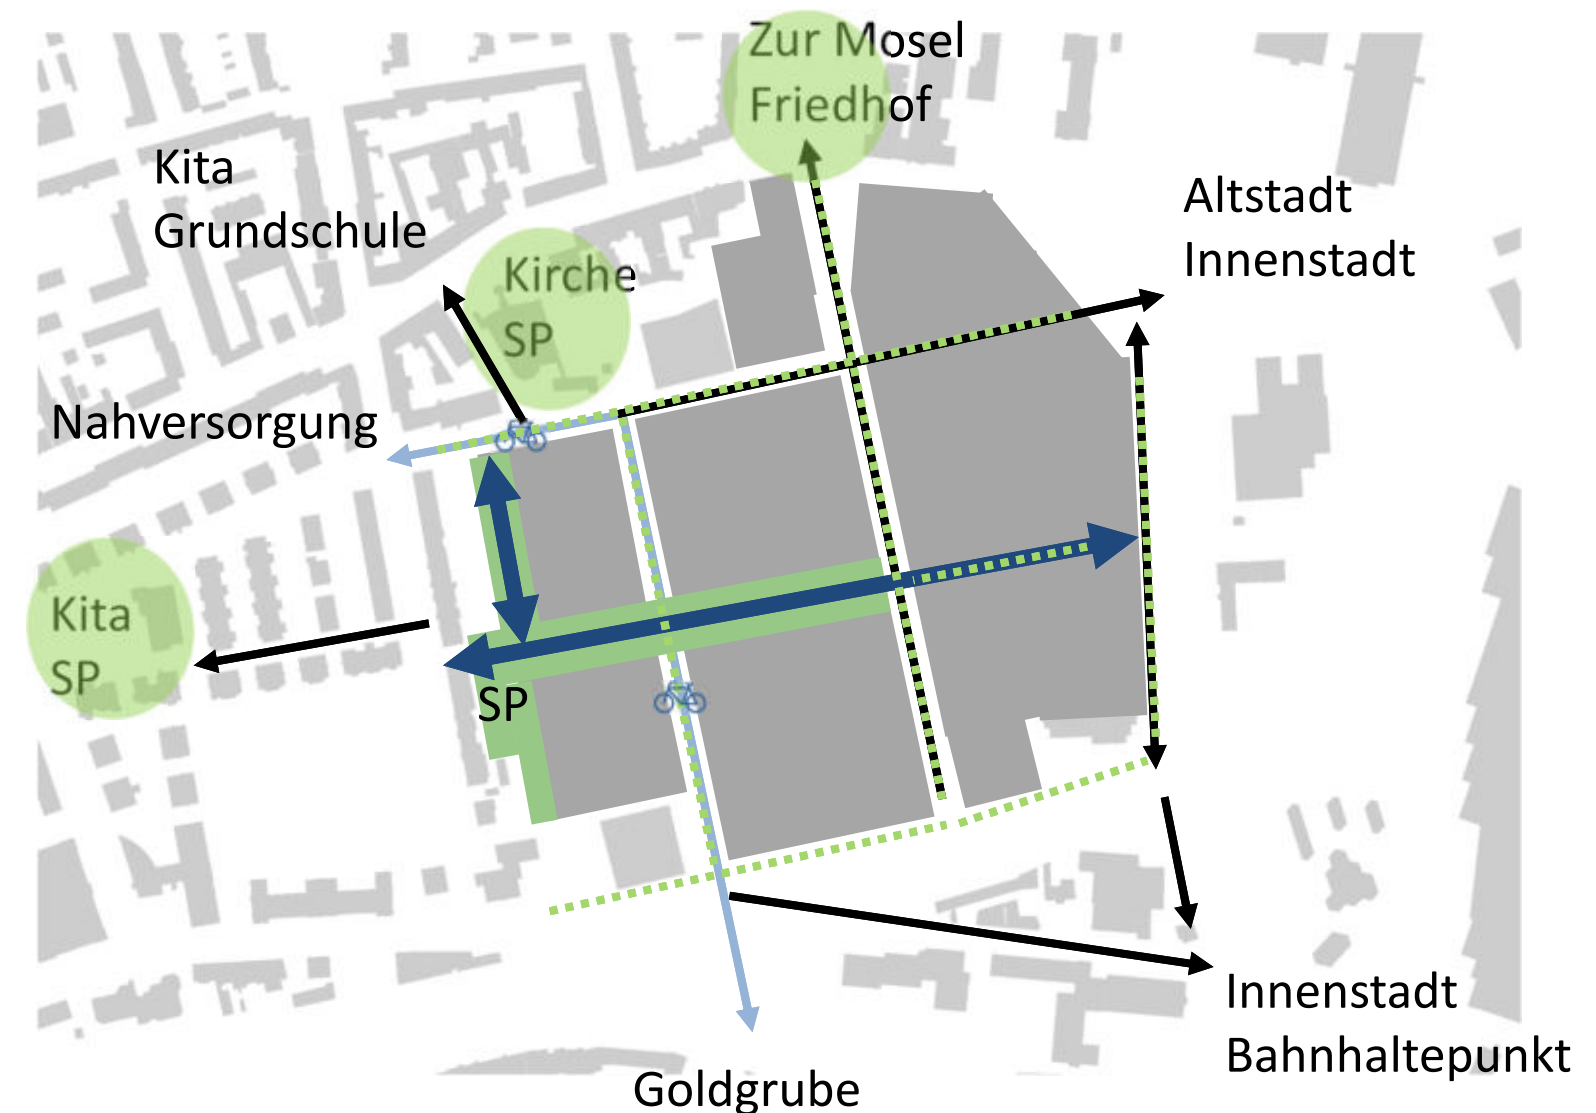 Zur Mosel
Friedhof
Kita
Grundschule
Altstadt
Innenstadt
Kirche
SP
Nahversorgung
Kita
SP
SP
Innenstadt
Bahnhaltepunkt
Goldgrube